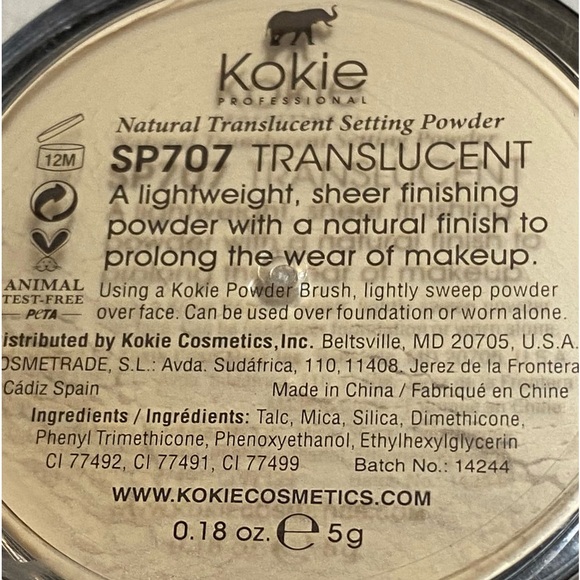 Kokie
PROFESSIONAL
Natural Translucent Setting Powder
12M
SP707 TRANSLUCENT
A lightweight, sheer finishing
powder with a natural finish to
prolong the wear of makeup.
ANIMAL
TEST-FREE
PETA
Using a Kokie Powder Brush, lightly sweep powder
over face. Can be used over foundation or worn alone.
istributed by Kokie Cosmetics,Inc. Beltsville, MD 20705, U.S.A.
OSMETRADE, S.L.: Avda. Sudáfrica, 110, 11408. Jerez de la Frontera
Cádiz Spain Made in China / Fabriqué en Chine
Ingredients / Ingrédients: Talc, Mica, Silica, Dimethicone,
Phenyl Trimethicone, Phenoxyethanol, Ethylhexylglycerin
CI 77492, CI 77491, CI 77499 Batch No.: 14244
WWW.KOKIECOSMETICS.COM
0.18 oz. ℮ 5g